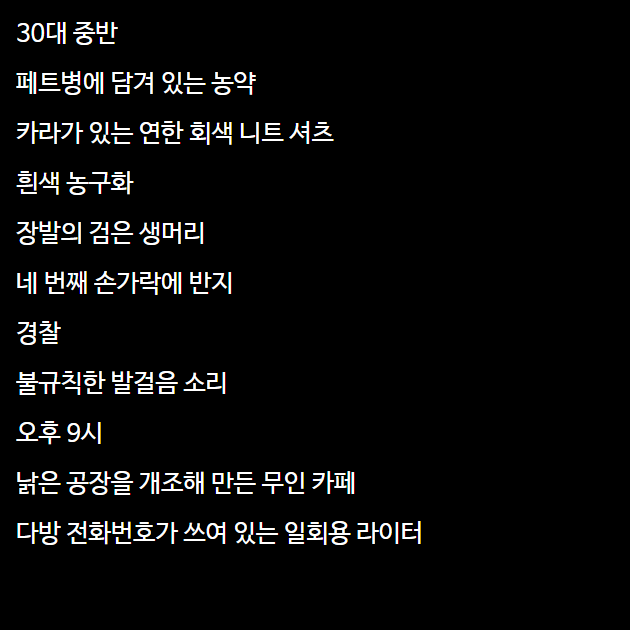 30대 중반
페트병에 담겨 있는 농약
카라가 있는 연한 회색 니트 셔츠
흰색 농구화
장발의 검은 생머리
네 번째 손가락에 반지
경찰
불규칙한 발걸음 소리
오후 9시
낡은 공장을 개조해 만든 무인 카페
다방 전화번호가 쓰여 있는 일회용 라이터